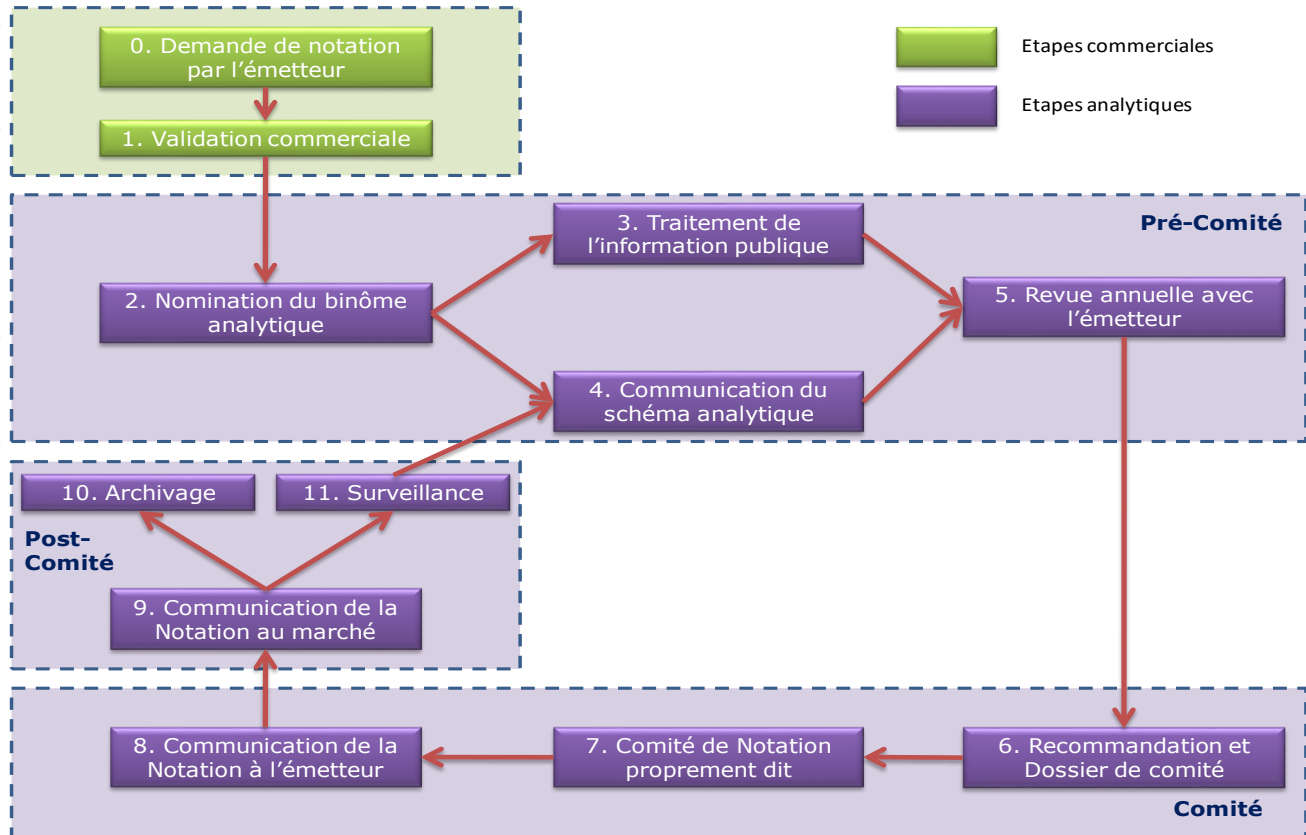 0. Demande de notation
par l'émetteur
1. Validation commerciale
Etapes commerciales
Etapes analytiques
Pré-Comité
2. Nomination du binôme
analytique
3. Traitement de
l'information publique
4. Communication du
schéma analytique
5. Revue annuelle avec
l'émetteur
10. Archivage
11. Surveillance
Post-
Comité
9. Communication de la
Notation au marché
8. Communication de la
Notation à l'émetteur
7. Comité de Notation
proprement dit
6. Recommandation et
Dossier de comité
Comité